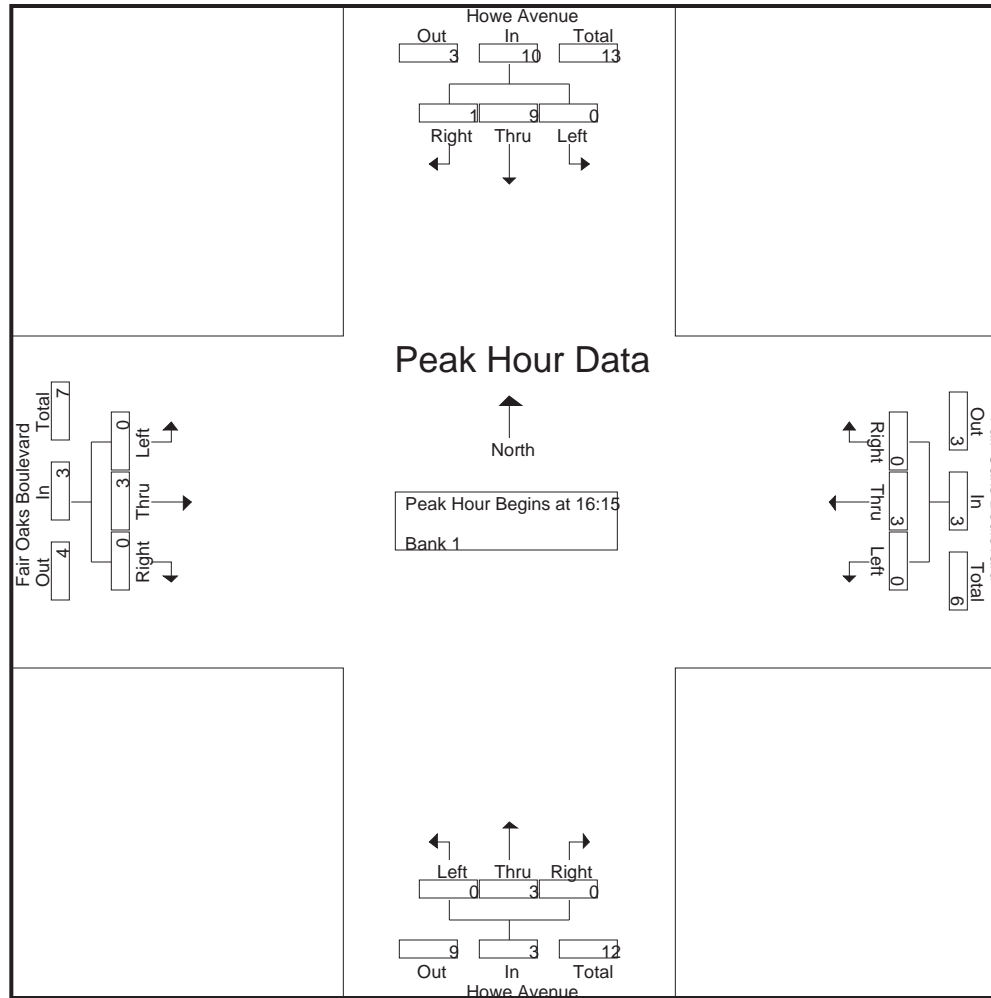 Howe Avenue
Out In Total
3 10 13
1 9 0
Right Thru Left
Peak Hour Data
North
Peak Hour Begins at 16:15
Bank 1
Fair Oaks Boulevard
Total In Out
7 3 4
0 3 0
Left Thru Right
Right Thru Left
0 3 0
3 3 6
Out In Total
Left Thru Right
0 3 0
9 3 12
Out In Total
Howe Avenue